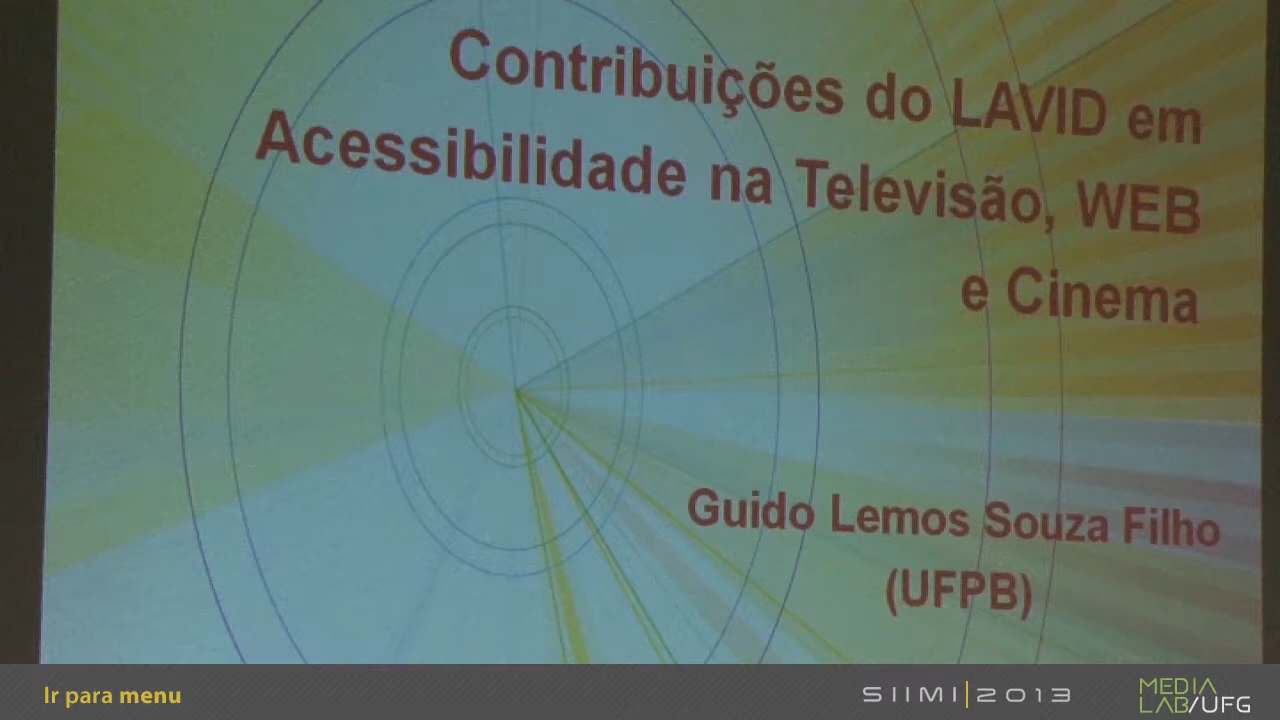 Contribuições do LAVID em
Acessibilidade na Televisão, WEB
e Cinema
Guido Lemos Souza Filho
(UFPB)
Ir para menu
SIIMI|2013
MEDIA
LAB/UFG